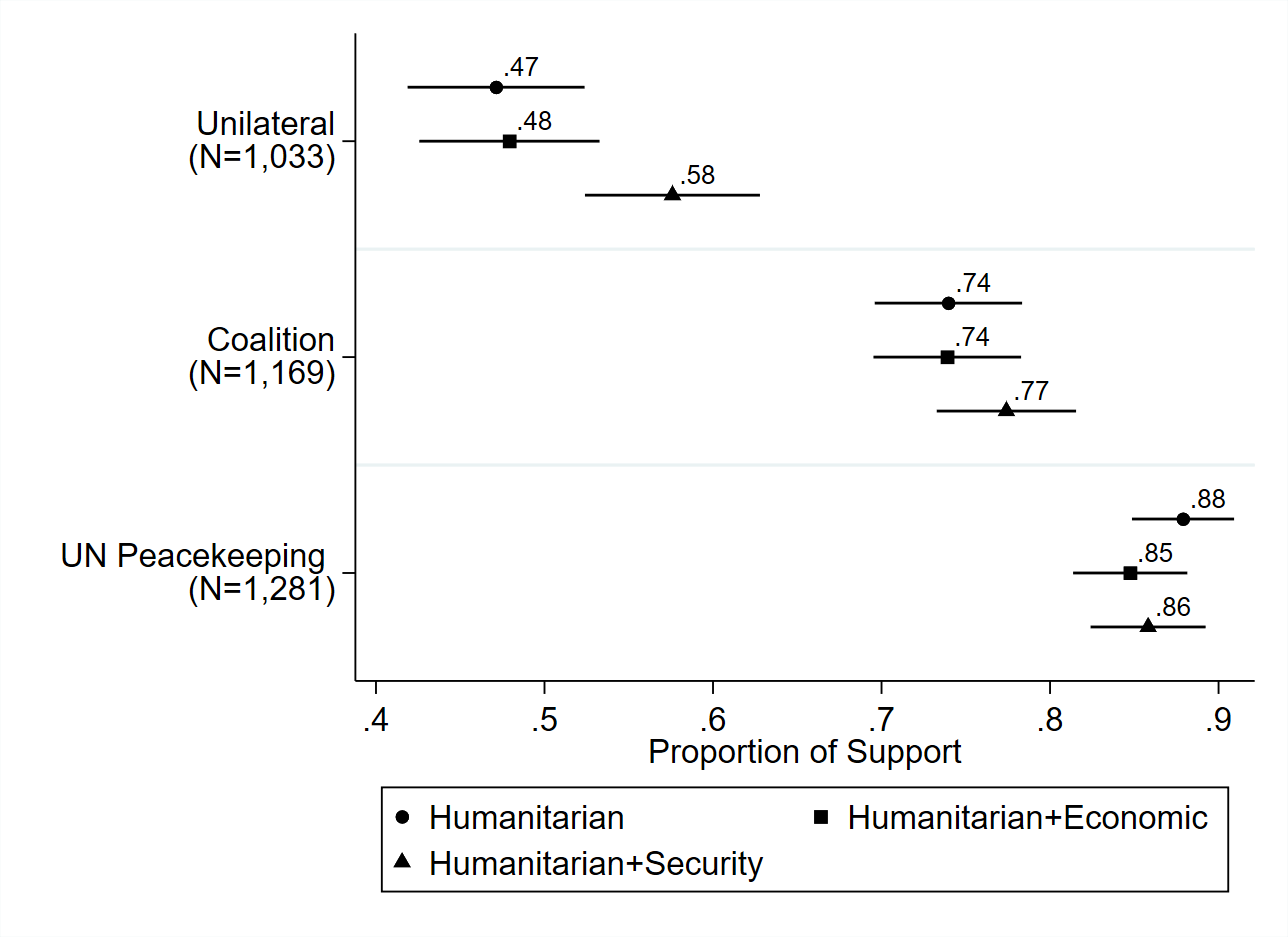 .47
Unilateral
(N=1,033)
.48
.58
.74
Coalition
(N=1,169)
.74
.77
.88
UN Peacekeeping
(N=1,281)
.85
.86
.4 .5 .6 .7 .8 .9
Proportion of Support
Humanitarian Humanitarian+Economic
Humanitarian+Security